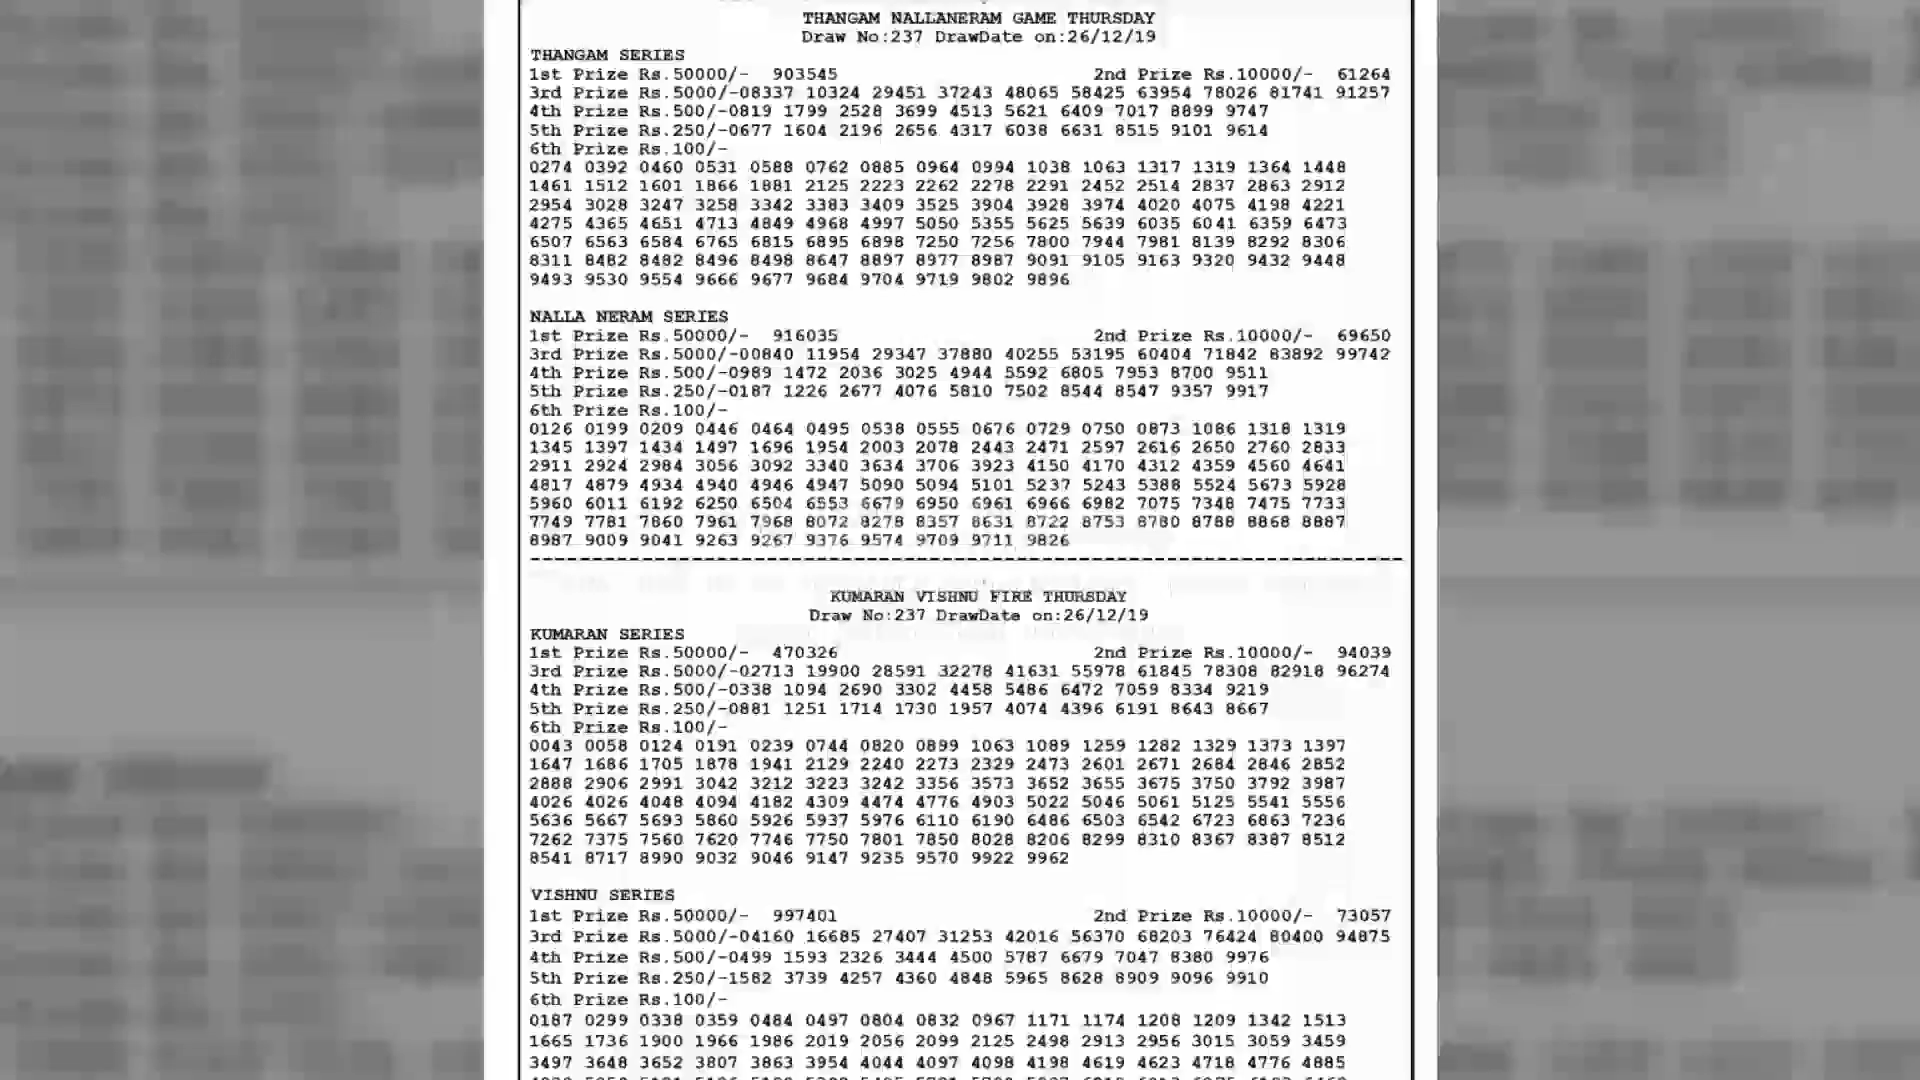 THANGAM NALLANERAM GAME THURSDAY
Draw No:237 DrawDate on:26/12/19
THANGAM SERIES
1st Prize Rs.50000/- 903545 2nd Prize Rs.10000/- 61264
3rd Prize Rs.5000/-08337 10324 29451 37243 48065 58425 63954 78026 81741 91257
4th Prize Rs.500/-0819 1799 2528 3699 4513 5621 6409 7017 8899 9747
5th Prize Rs.250/-0677 1604 2196 2656 4317 6038 6631 8515 9101 9614
6th Prize Rs.100/-
0274 0392 0460 0531 0588 0762 0885 0964 0994 1038 1063 1317 1319 1364 1448
1461 1512 1601 1866 1881 2125 2223 2262 2278 2291 2452 2514 2837 2863 2912
2954 3028 3247 3258 3342 3383 3409 3525 3904 3928 3974 4020 4075 4198 4221
4275 4365 4651 4713 4849 4968 4997 5050 5355 5625 5639 6035 6041 6359 6473
6507 6563 6584 6765 6815 6895 6898 7250 7256 7800 7944 7981 8139 8292 8306
8311 8482 8482 8496 8498 8647 8897 8977 8987 9091 9105 9163 9320 9432 9448
9493 9530 9554 9666 9677 9684 9704 9719 9802 9896
NALLA NERAM SERIES
1st Prize Rs.50000/- 916035 2nd Prize Rs.10000/- 69650
3rd Prize Rs.5000/-00840 11954 29347 37880 40255 53195 60404 71842 83892 99742
4th Prize Rs.500/-0989 1472 2036 3025 4944 5592 6805 7953 8700 9511
5th Prize Rs.250/-0187 1226 2677 4076 5810 7502 8544 8547 9357 9917
6th Prize Rs.100/-
0126 0199 0209 0446 0464 0495 0538 0555 0676 0729 0750 0873 1086 1318 1319
1345 1397 1434 1497 1696 1954 2003 2078 2443 2471 2597 2616 2650 2760 2833
2911 2924 2984 3056 3092 3340 3634 3706 3923 4150 4170 4312 4359 4560 4641
4817 4879 4934 4940 4946 4947 5090 5094 5101 5237 5243 5388 5524 5673 5928
5960 6011 6192 6250 6504 6553 6679 6950 6961 6966 6982 7075 7348 7475 7733
7749 7781 7860 7961 7968 8072 8278 8357 8631 8722 8753 8780 8788 8868 8887
8987 9009 9041 9263 9267 9376 9574 9709 9711 9826
KUMARAN VISHNU FIRE THURSDAY
Draw No:237 DrawDate on:26/12/19
KUMARAN SERIES
1st Prize Rs.50000/- 470326 2nd Prize Rs.10000/- 94039
3rd Prize Rs.5000/-02713 19900 28591 32278 41631 55978 61845 78308 82918 96274
4th Prize Rs.500/-0338 1094 2690 3302 4458 5486 6472 7059 8334 9219
5th Prize Rs.250/-0881 1251 1714 1730 1957 4074 4396 6191 8643 8667
6th Prize Rs.100/-
0043 0058 0124 0191 0239 0744 0820 0899 1063 1089 1259 1282 1329 1373 1397
1647 1686 1705 1878 1941 2129 2240 2273 2329 2473 2601 2671 2684 2846 2852
2888 2906 2991 3042 3212 3223 3242 3356 3573 3652 3655 3675 3750 3792 3987
4026 4026 4048 4094 4182 4309 4474 4776 4903 5022 5046 5061 5125 5541 5556
5636 5667 5693 5860 5926 5937 5976 6110 6190 6486 6503 6542 6723 6863 7236
7262 7375 7560 7620 7746 7750 7801 7850 8028 8206 8299 8310 8367 8387 8512
8541 8717 8990 9032 9046 9147 9235 9570 9922 9962
VISHNU SERIES
1st Prize Rs.50000/- 997401 2nd Prize Rs.10000/- 73057
3rd Prize Rs.5000/-04160 16685 27407 31253 42016 56370 68203 76424 80400 94875
4th Prize Rs.500/-0499 1593 2326 3444 4500 5787 6679 7047 8380 9976
5th Prize Rs.250/-1582 3739 4257 4360 4848 5965 8628 8909 9096 9910
6th Prize Rs.100/-
0187 0299 0338 0359 0484 0497 0804 0832 0967 1171 1174 1208 1209 1342 1513
1665 1736 1900 1966 1986 2019 2056 2099 2125 2498 2913 2956 3015 3059 3459
3497 3648 3652 3807 3863 3954 4044 4097 4098 4198 4619 4623 4718 4776 4885